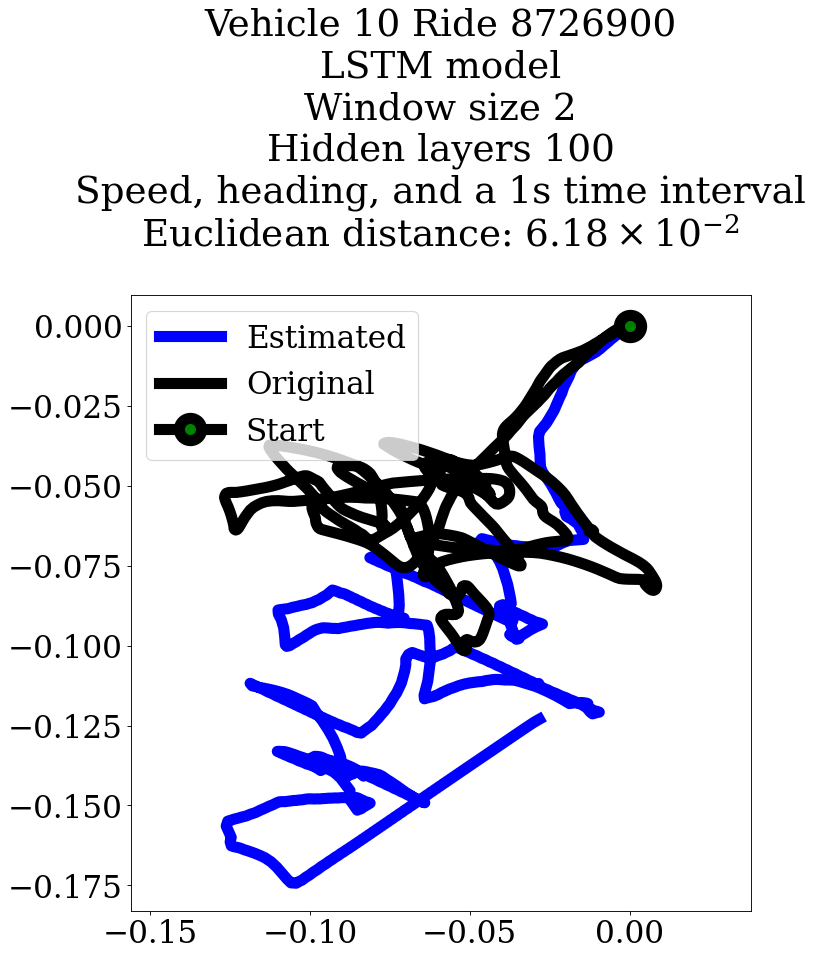 Vehicle 10 Ride 8726900
LSTM model
Window size 2
Hidden layers 100
Speed, heading, and a 1s time interval
Euclidean distance: 6.18 × 10⁻²
0.000
Estimated
−0.025
Original
Start
−0.050
−0.075
−0.100
−0.125
−0.150
−0.175
−0.15 −0.10 −0.05 0.00